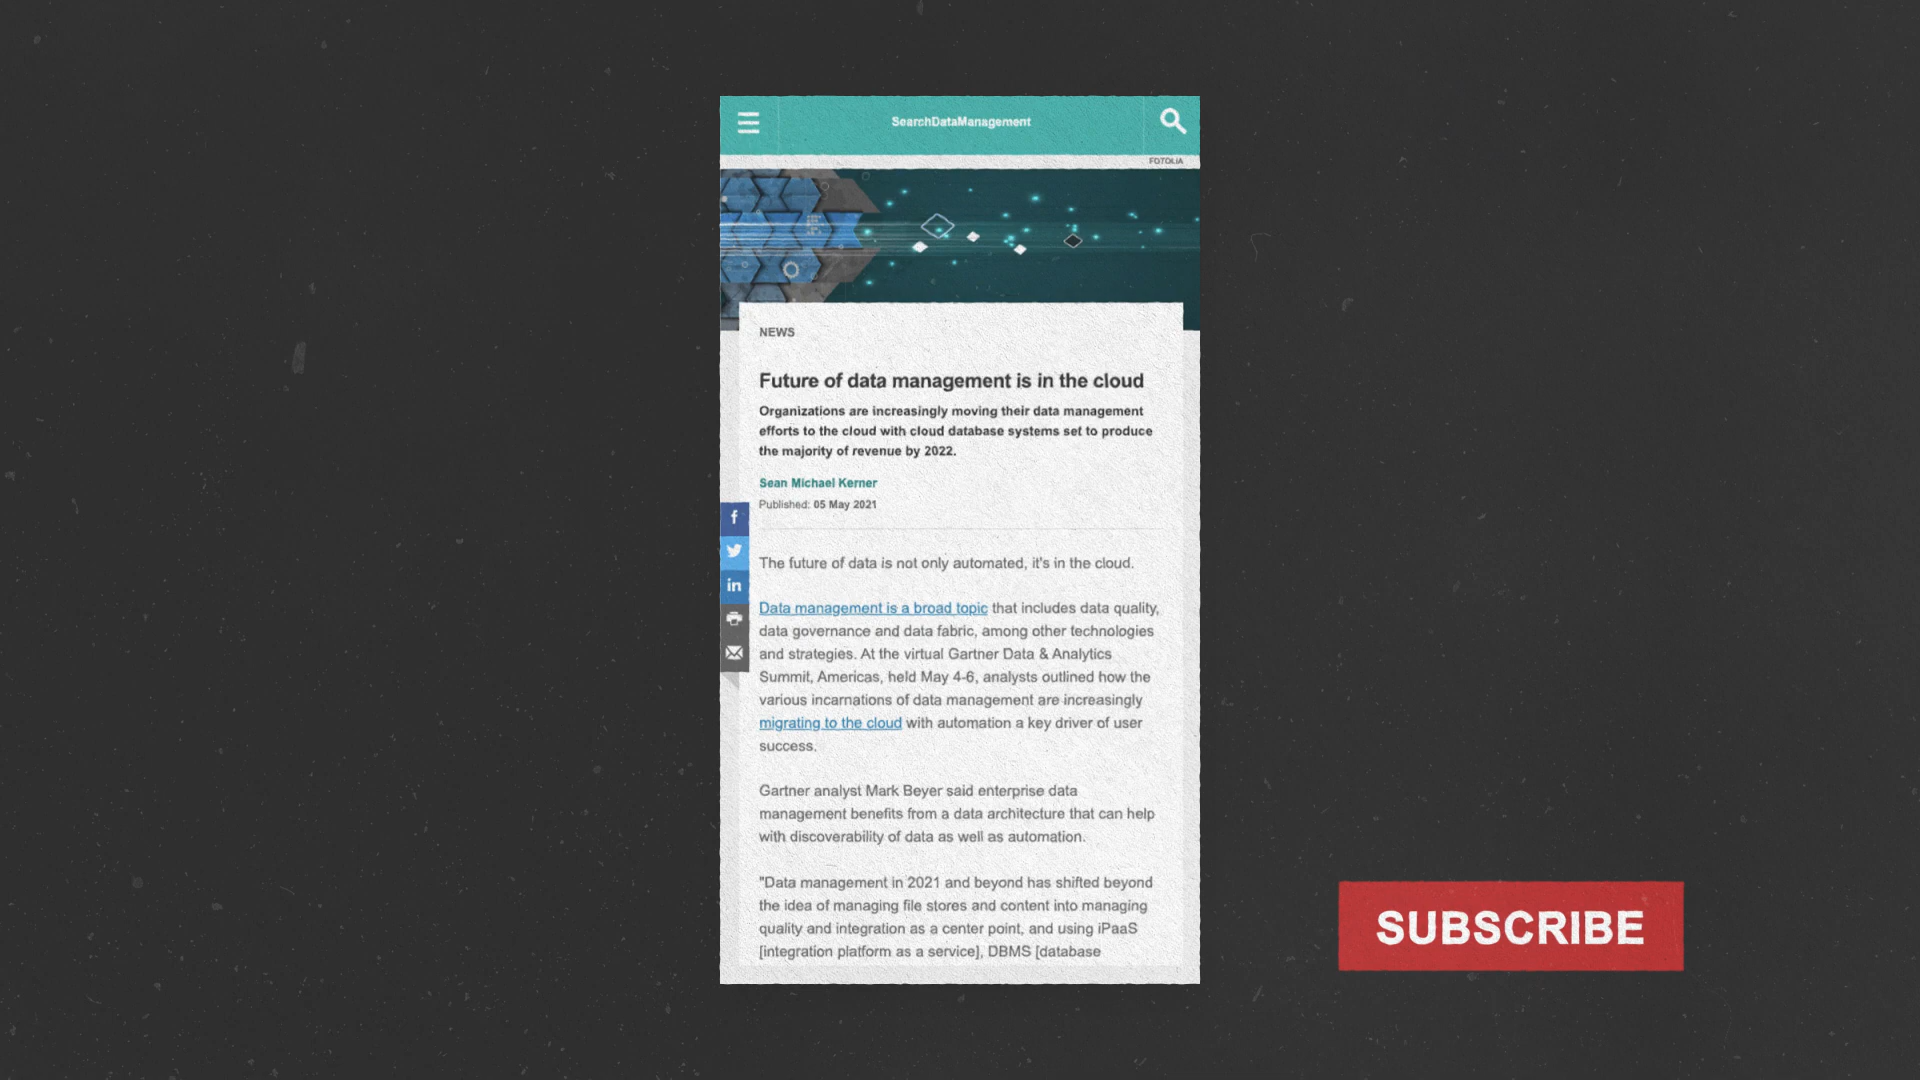 SearchDataManagement
FOTOLIA
NEWS
Future of data management is in the cloud
Organizations are increasingly moving their data management
efforts to the cloud with cloud database systems set to produce
the majority of revenue by 2022.
Sean Michael Kerner
Published: 05 May 2021
The future of data is not only automated, it's in the cloud.
Data management is a broad topic that includes data quality,
data governance and data fabric, among other technologies
and strategies. At the virtual Gartner Data & Analytics
Summit, Americas, held May 4-6, analysts outlined how the
various incarnations of data management are increasingly
migrating to the cloud with automation a key driver of user
success.
Gartner analyst Mark Beyer said enterprise data
management benefits from a data architecture that can help
with discoverability of data as well as automation.
"Data management in 2021 and beyond has shifted beyond
the idea of managing file stores and content into managing
quality and integration as a center point, and using iPaaS
[integration platform as a service], DBMS [database
SUBSCRIBE